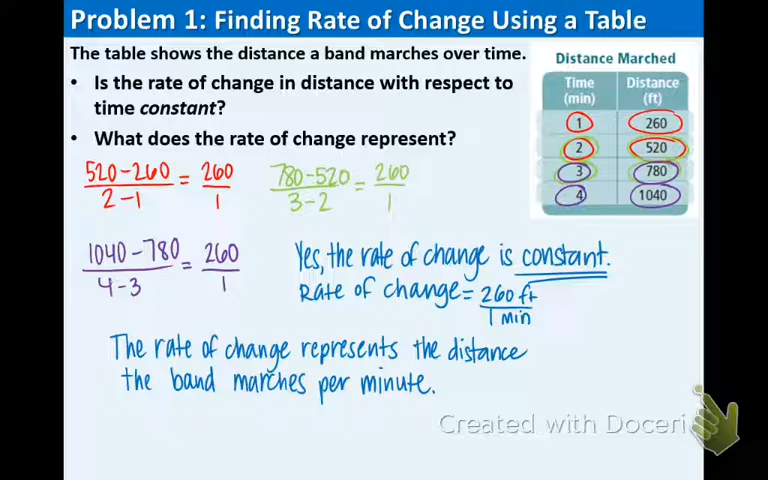 Problem 1: Finding Rate of Change Using a Table
The table shows the distance a band marches over time.
• Is the rate of change in distance with respect to
time constant?
• What does the rate of change represent?
Distance Marched
Time (min) Distance (ft)
1 260
2 520
3 780
4 1040
520-260 / 2-1 = 260 / 1
780-520 / 3-2 = 260 / 1
1040-780 / 4-3 = 260 / 1
Yes, the rate of change is constant.
Rate of change = 260 ft / 1 min
The rate of change represents the distance
the band marches per minute.
Created with Doceri